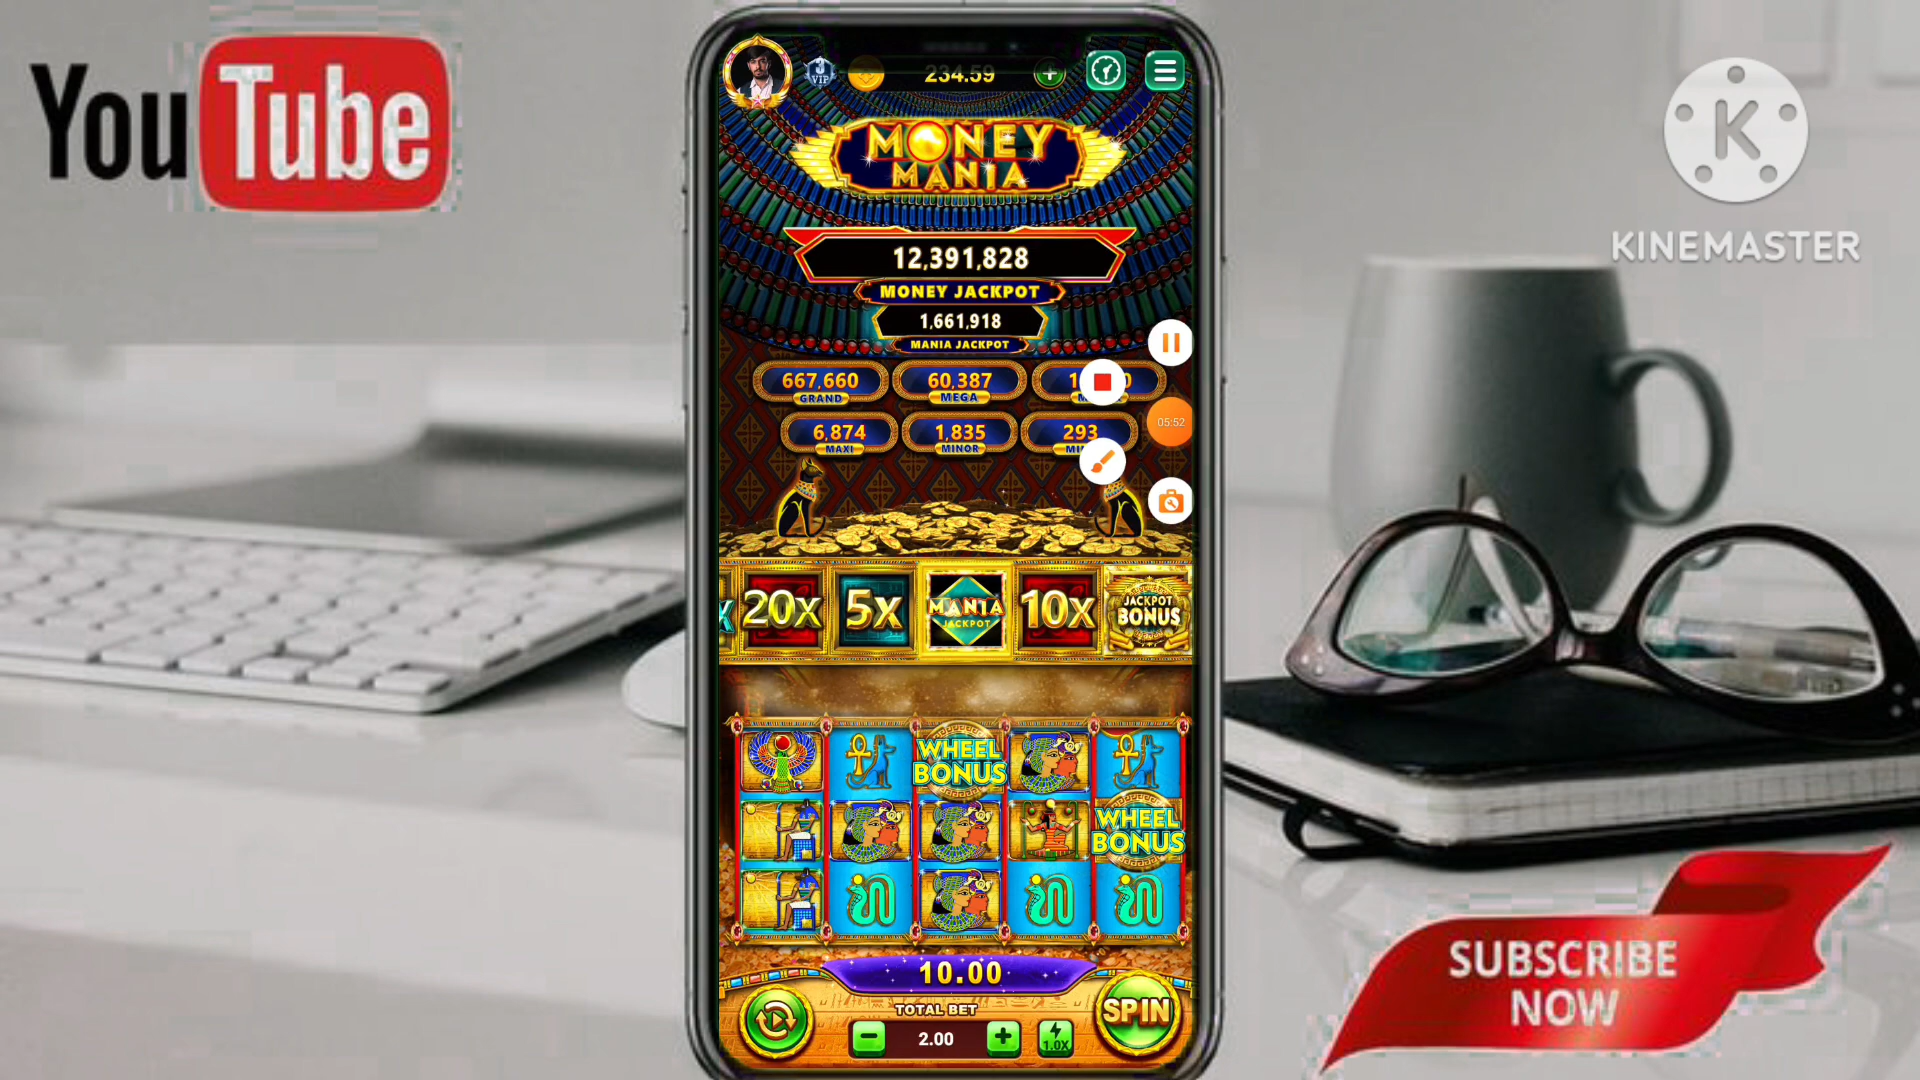 YouTube
KINEMASTER
3
VIP
234.59
MONEY
MANIA
12,391,828
MONEY JACKPOT
1,661,918
MANIA JACKPOT
667,660
GRAND
60,387
MEGA
6,874
MAXI
1,835
MINOR
293
05:52
20X
5X
MANIA
JACKPOT
10X
JACKPOT
BONUS
WHEEL
BONUS
WHEEL
BONUS
10.00
TOTAL BET
2.00
1.0X
SPIN
SUBSCRIBE
NOW